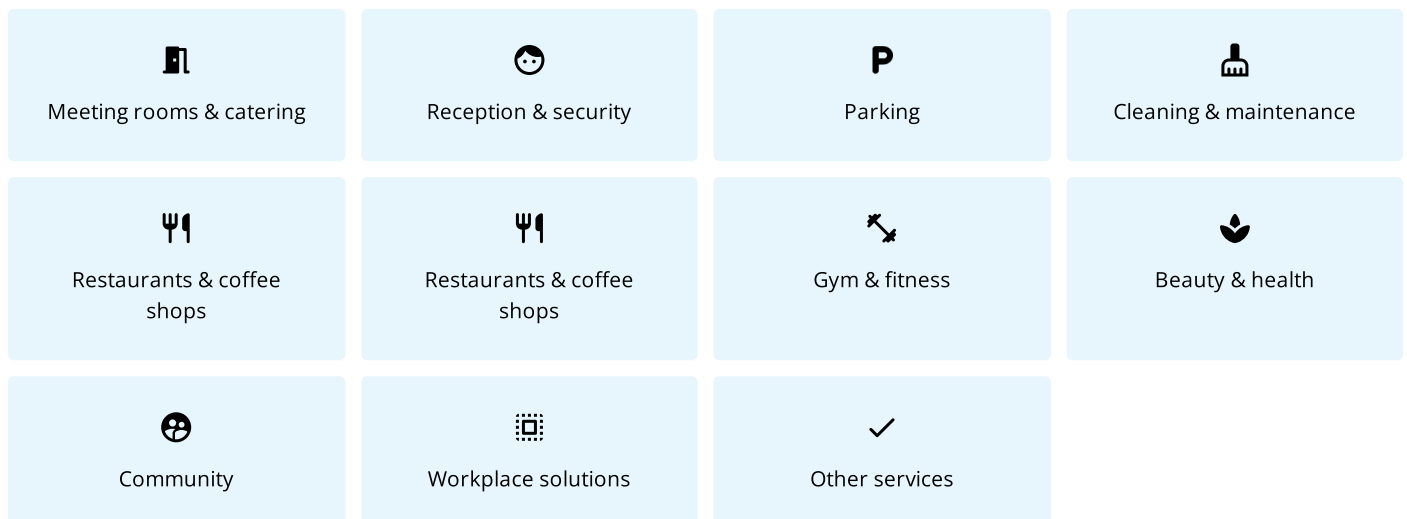 Meeting rooms & catering
Reception & security
Parking
Cleaning & maintenance
Restaurants & coffee
shops
Restaurants & coffee
shops
Gym & fitness
Beauty & health
Community
Workplace solutions
Other services